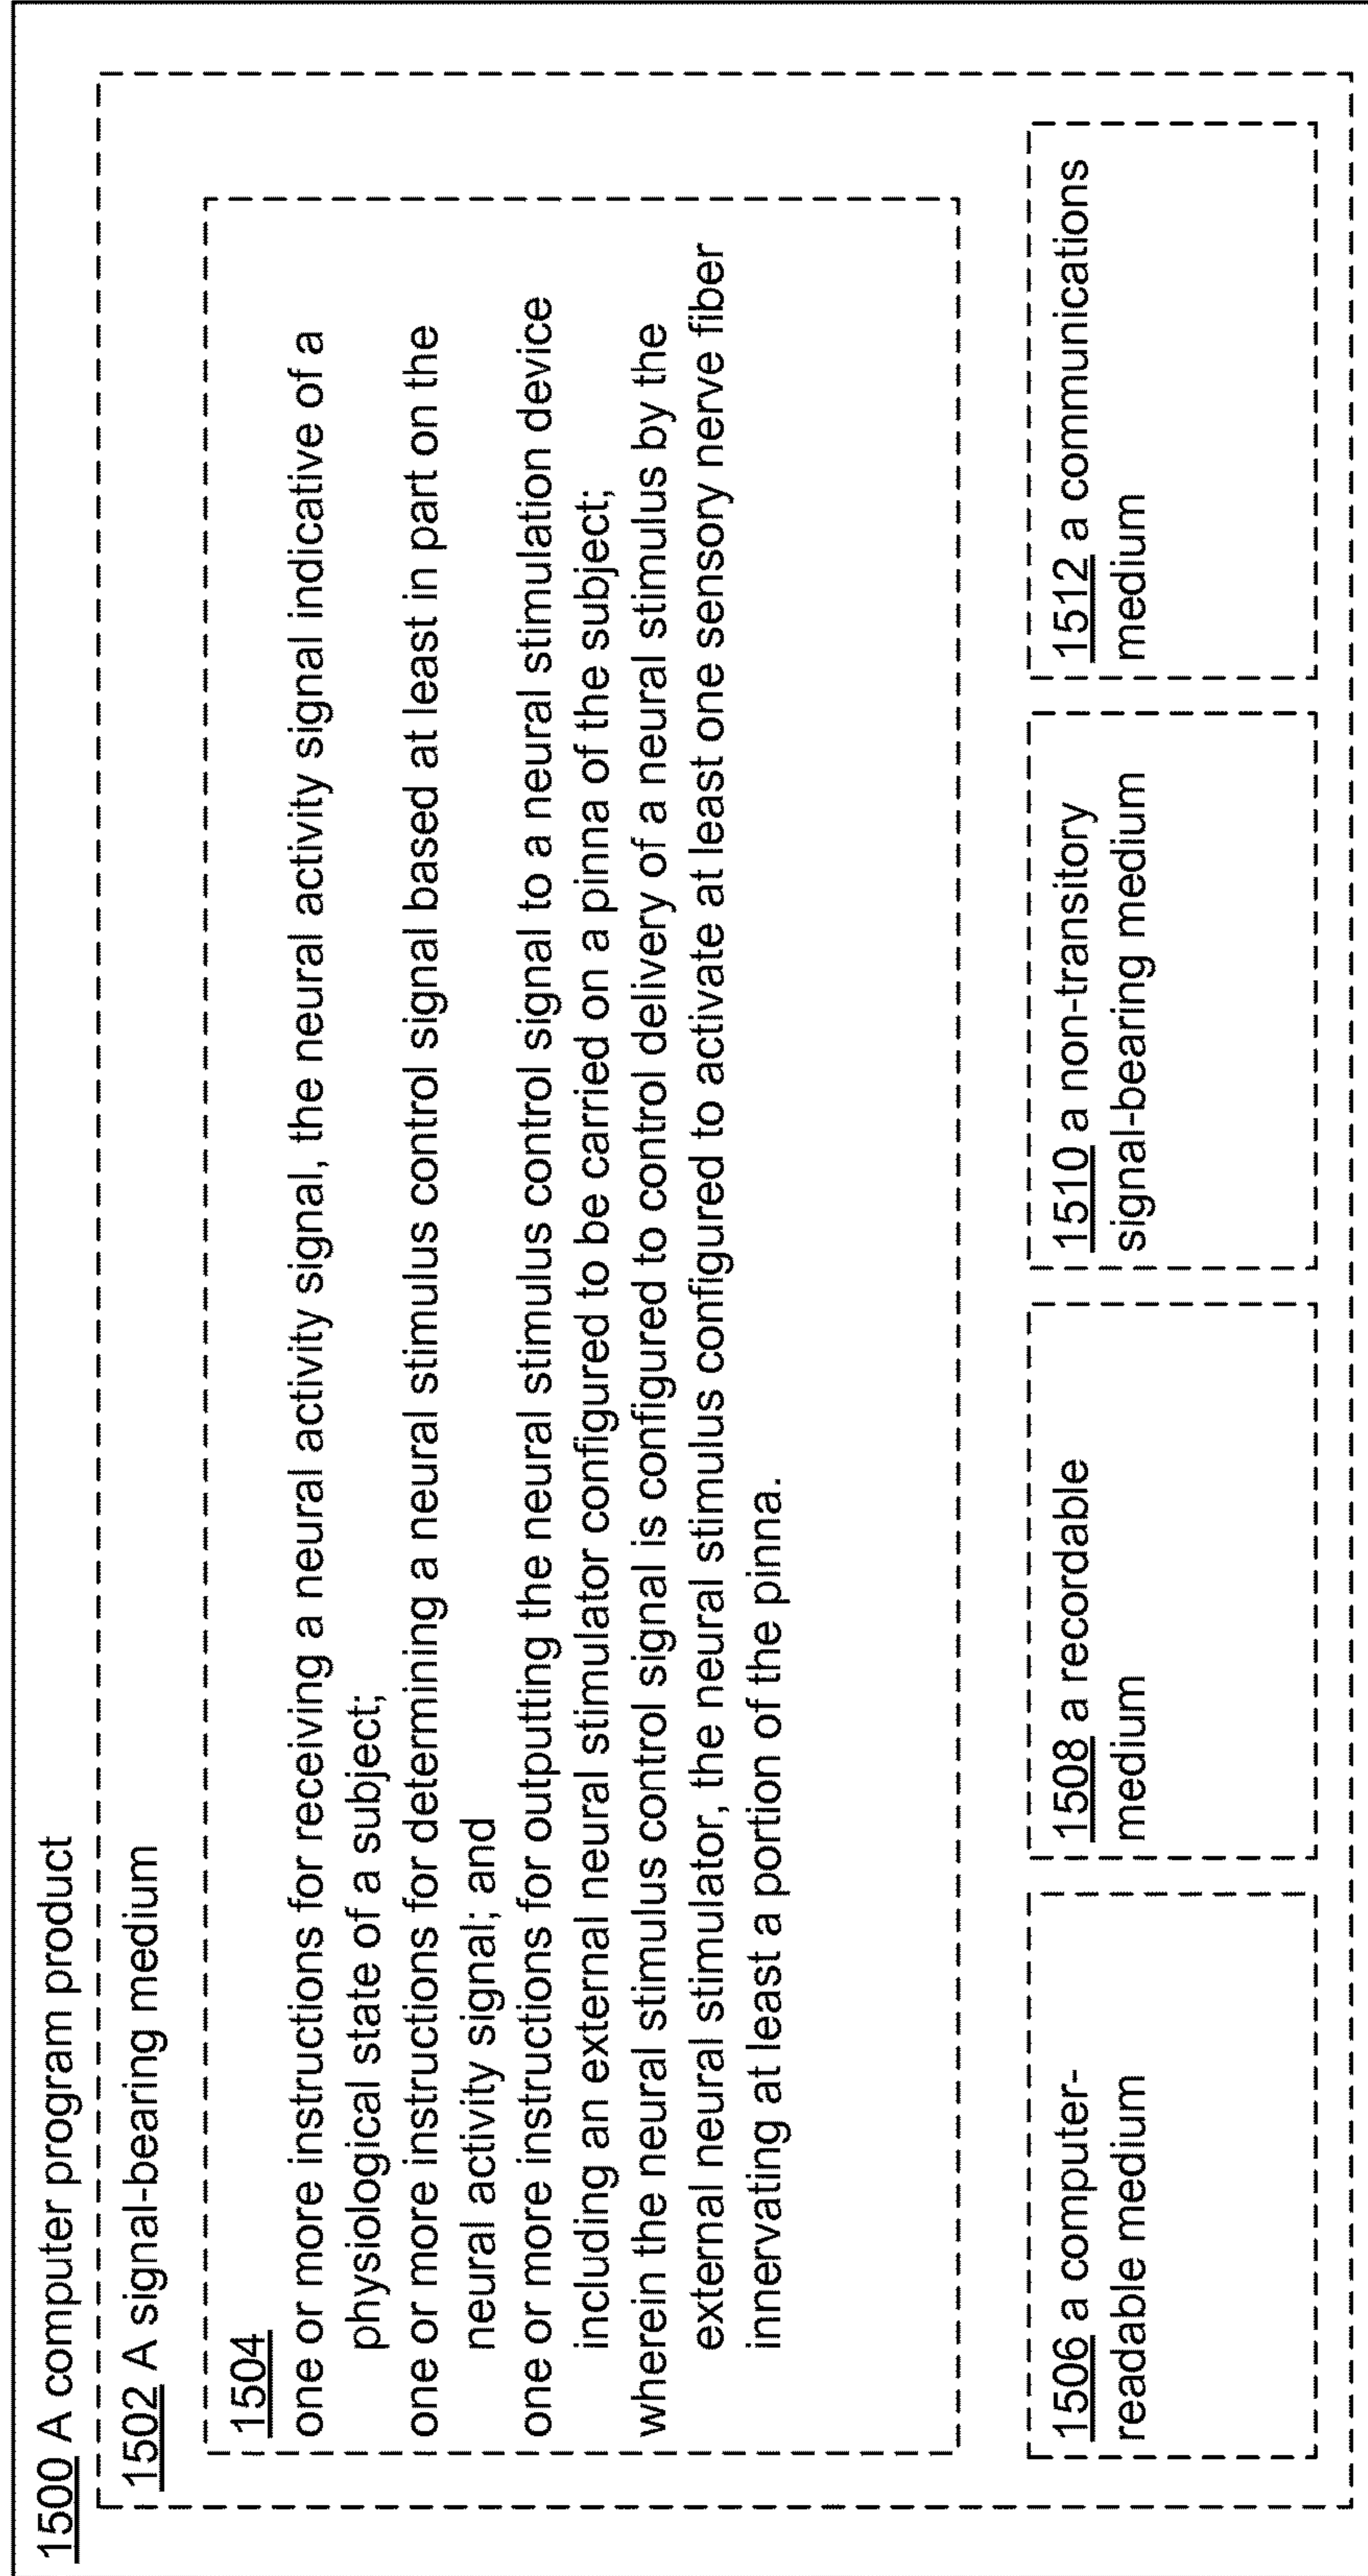 1500 A computer program product
1502 A signal-bearing medium
1504
one or more instructions for receiving a neural activity signal, the neural activity signal indicative of a
physiological state of a subject;
one or more instructions for determining a neural stimulus control signal based at least in part on the
neural activity signal; and
one or more instructions for outputting the neural stimulus control signal to a neural stimulation device
including an external neural stimulator configured to be carried on a pinna of the subject;
wherein the neural stimulus control signal is configured to control delivery of a neural stimulus by the
external neural stimulator, the neural stimulus configured to activate at least one sensory nerve fiber
innervating at least a portion of the pinna.
1506 a computer-
readable medium
1508 a recordable
medium
1510 a non-transitory
signal-bearing medium
1512 a communications
medium